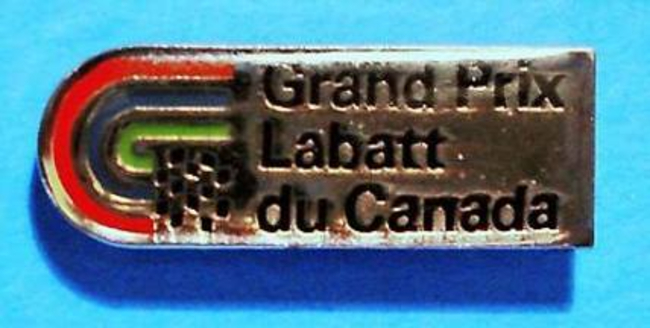 Grand Prix
Labatt
du Canada